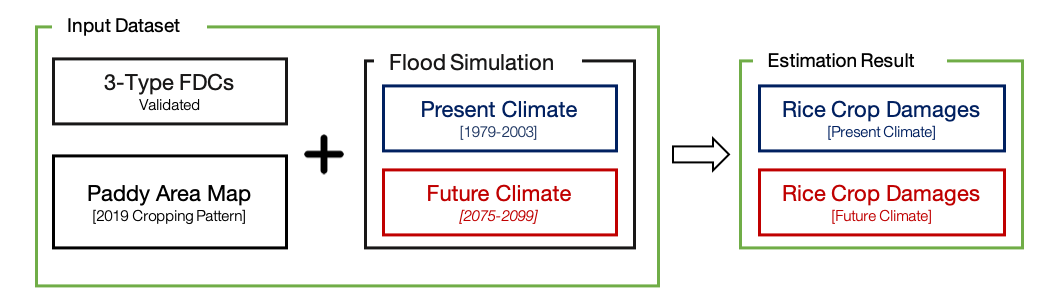 Input Dataset
3-Type FDCs
Validated
Paddy Area Map
[2019 Cropping Pattern]
Flood Simulation
Present Climate
[1979-2003]
Future Climate
[2075-2099]
Estimation Result
Rice Crop Damages
[Present Climate]
Rice Crop Damages
[Future Climate]